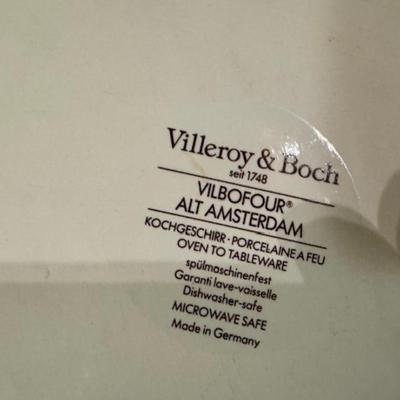 Villeroy & Boch
seit 1748
VILBOFOUR®
ALT AMSTERDAM
KOCHGESCHIRR · PORCELAINE A FEU
OVEN TO TABLEWARE
spülmaschinenfest
Garanti lave-vaisselle
Dishwasher-safe
MICROWAVE SAFE
Made in Germany